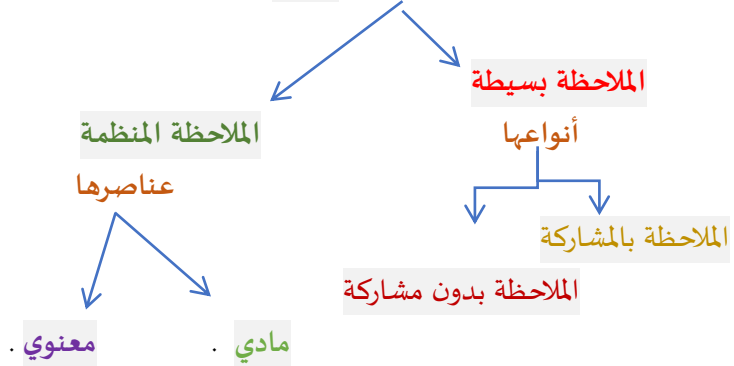 الملاحظة بسيطة
الملاحظة المنظمة
أنواعها
عناصرها
الملاحظة بالمشاركة
الملاحظة بدون مشاركة
مادي .
معنوي .